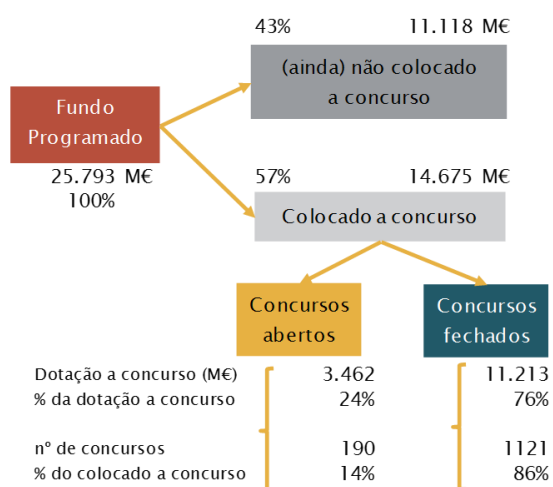 43% 11.118 M€
(ainda) não colocado
a concurso
Fundo
Programado
25.793 M€
100%
57% 14.675 M€
Colocado a concurso
Concursos
abertos
Concursos
fechados
Dotação a concurso (M€) 3.462 11.213
% da dotação a concurso 24% 76%
nº de concursos 190 1121
% do colocado a concurso 14% 86%